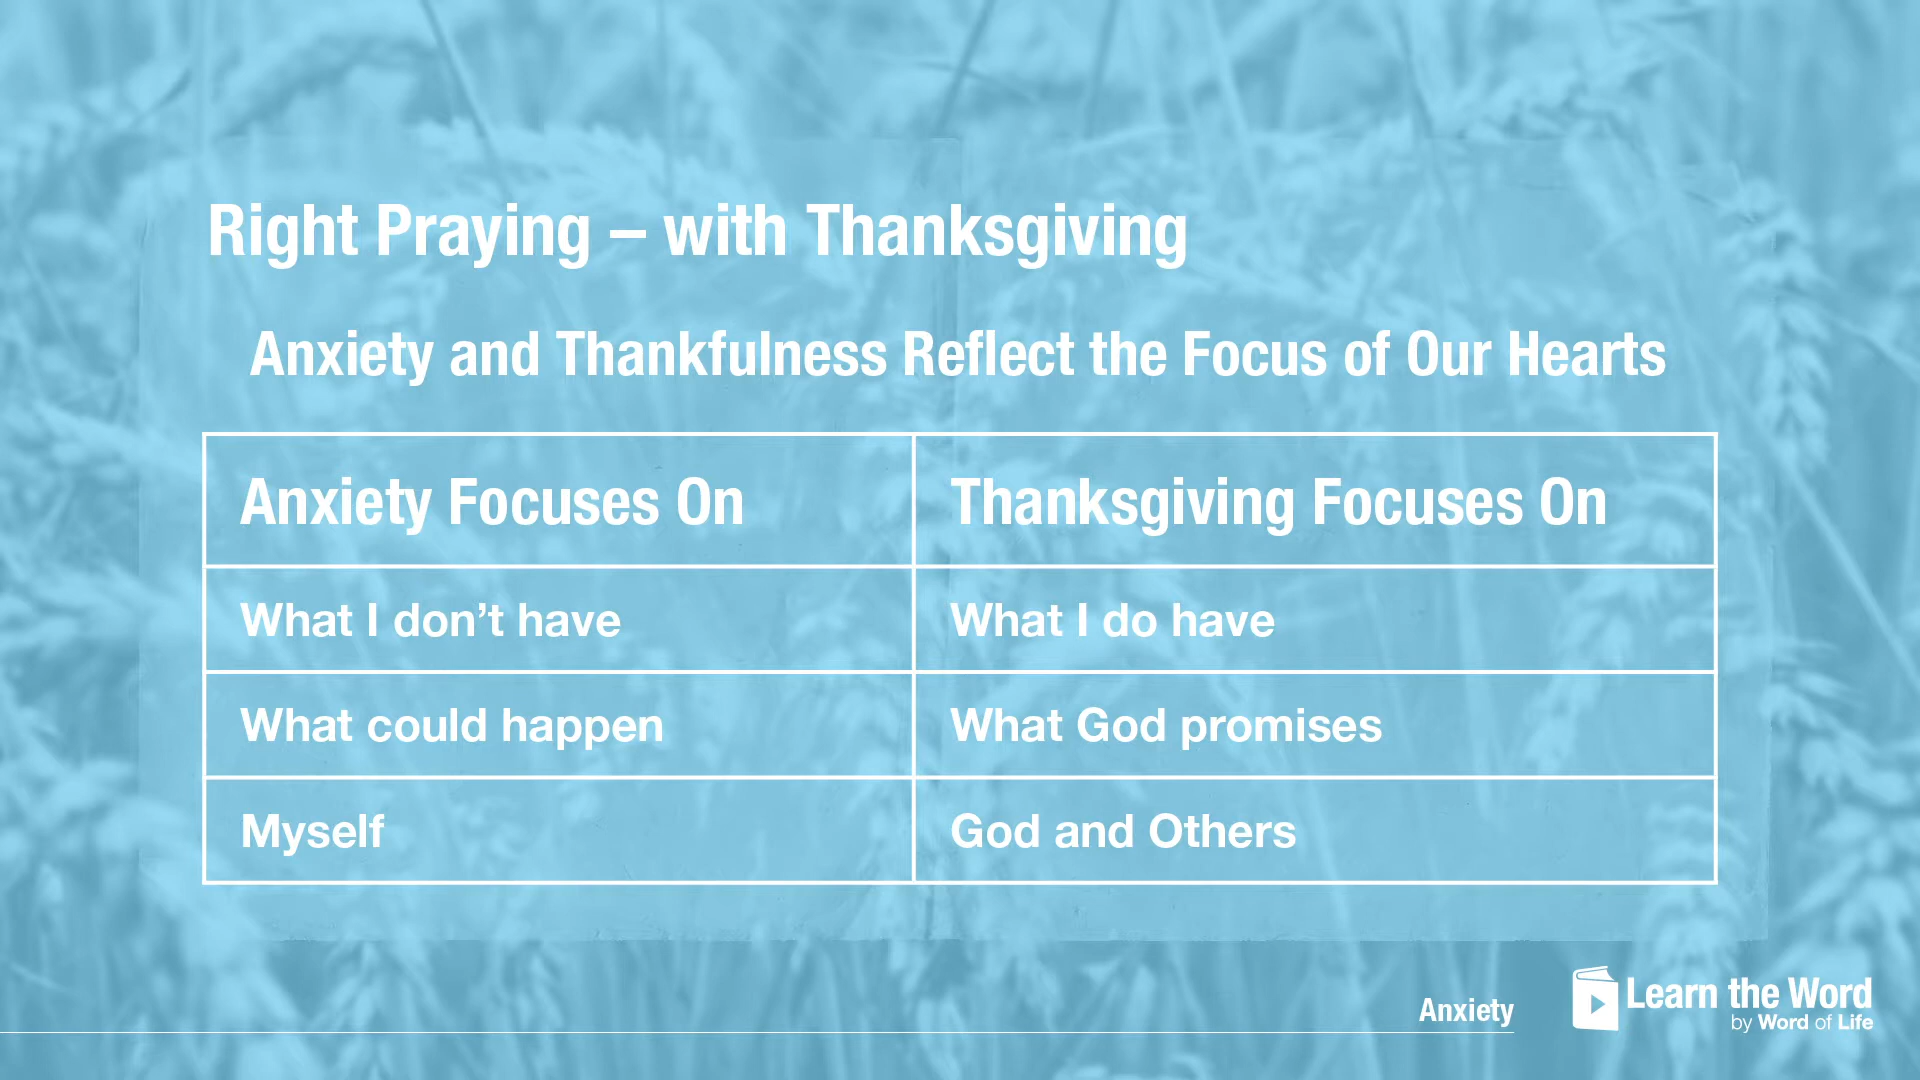 Right Praying – with Thanksgiving
Anxiety and Thankfulness Reflect the Focus of Our Hearts
Anxiety Focuses On
Thanksgiving Focuses On
What I don’t have
What I do have
What could happen
What God promises
Myself
God and Others
Anxiety
Learn the Word
by Word of Life